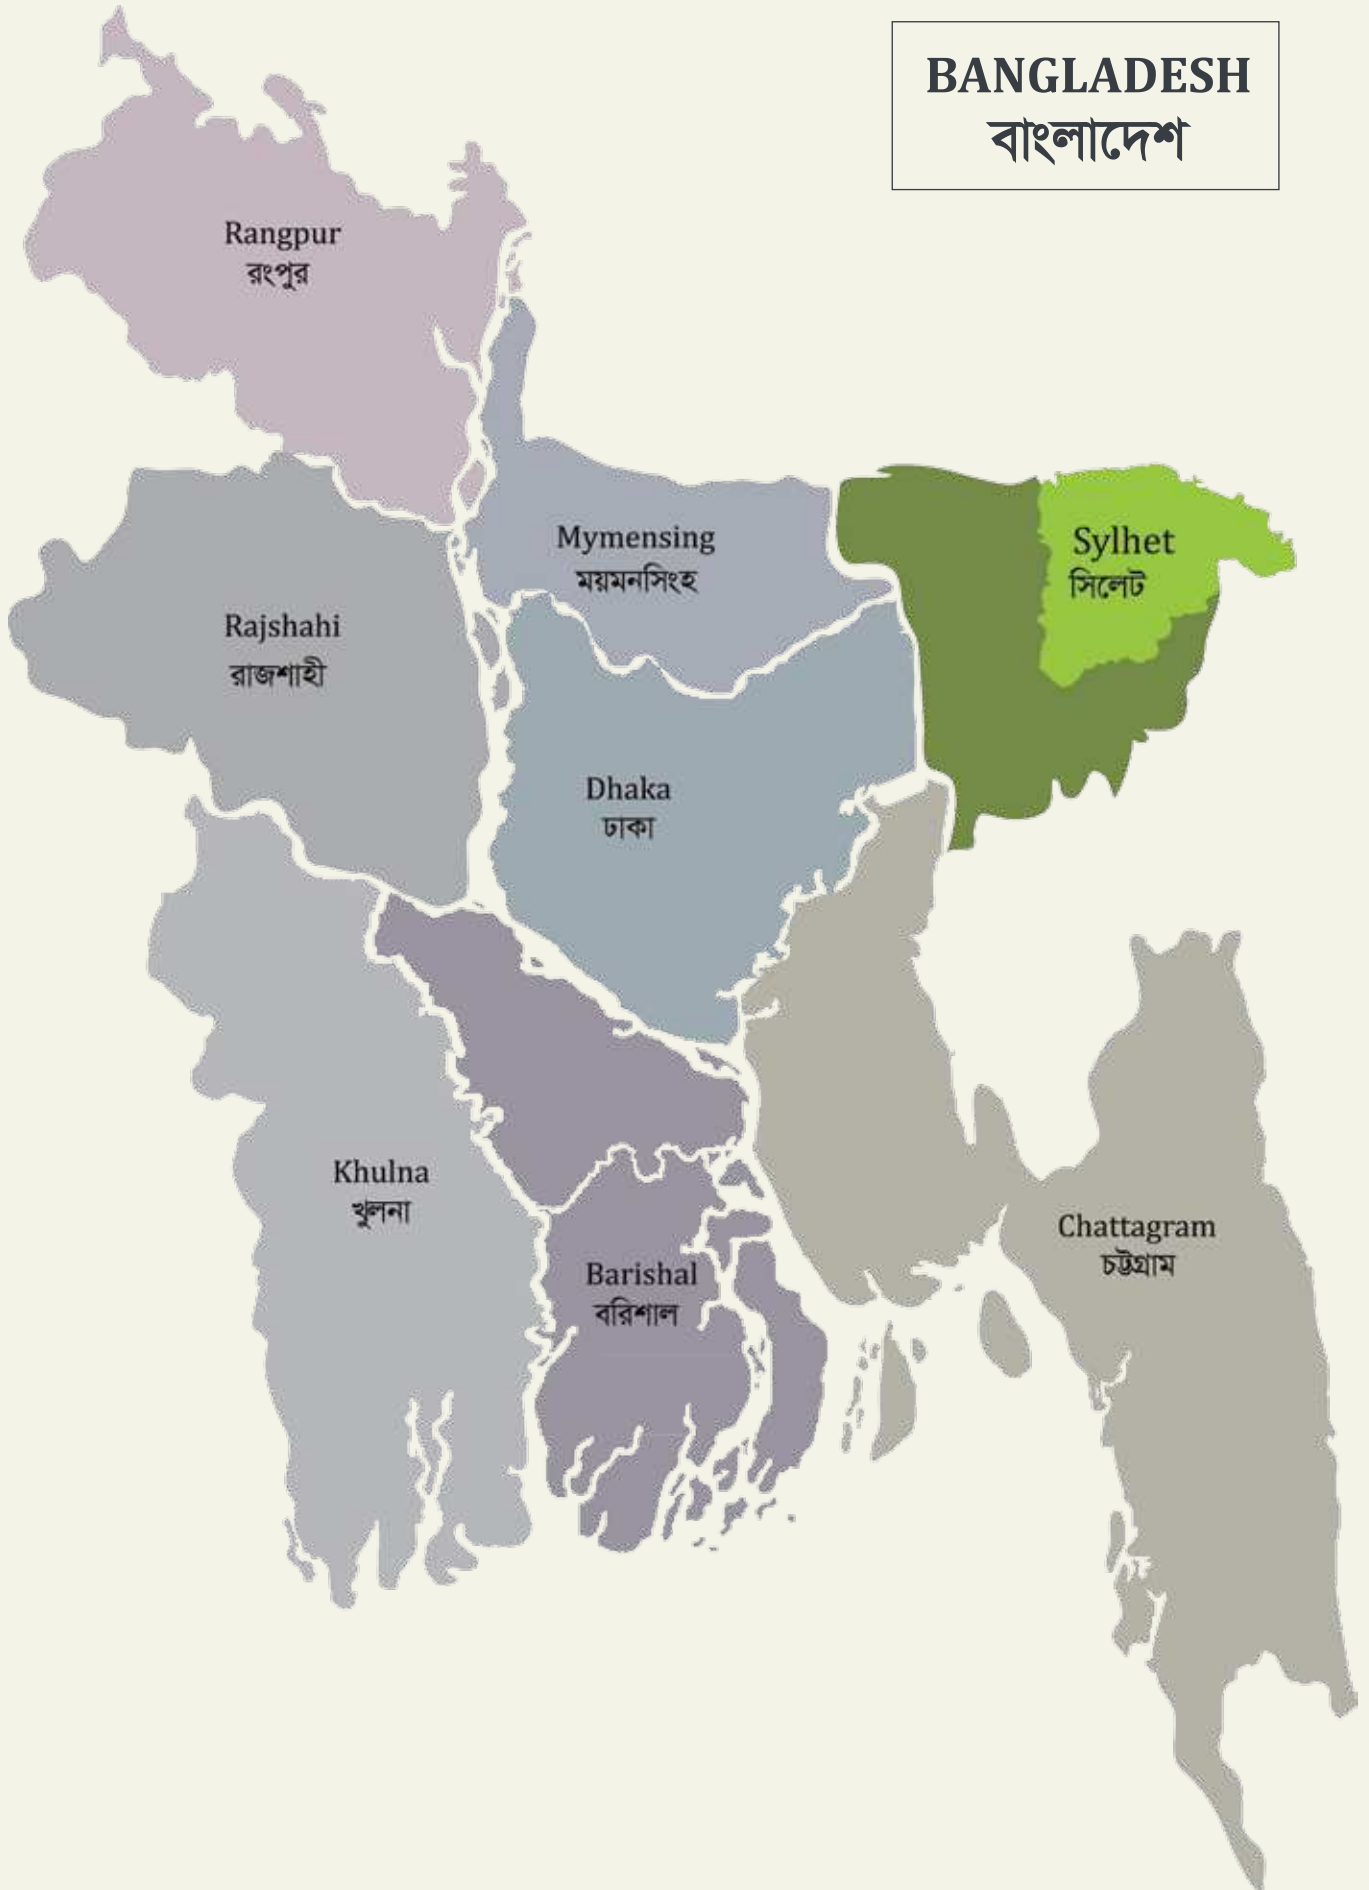 BANGLADESH
বাংলাদেশ
Rangpur
রংপুর
Mymensing
ময়মনসিংহ
Sylhet
সিলেট
Rajshahi
রাজশাহী
Dhaka
ঢাকা
Khulna
খুলনা
Chattagram
চট্টগ্রাম
Barishal
বরিশাল